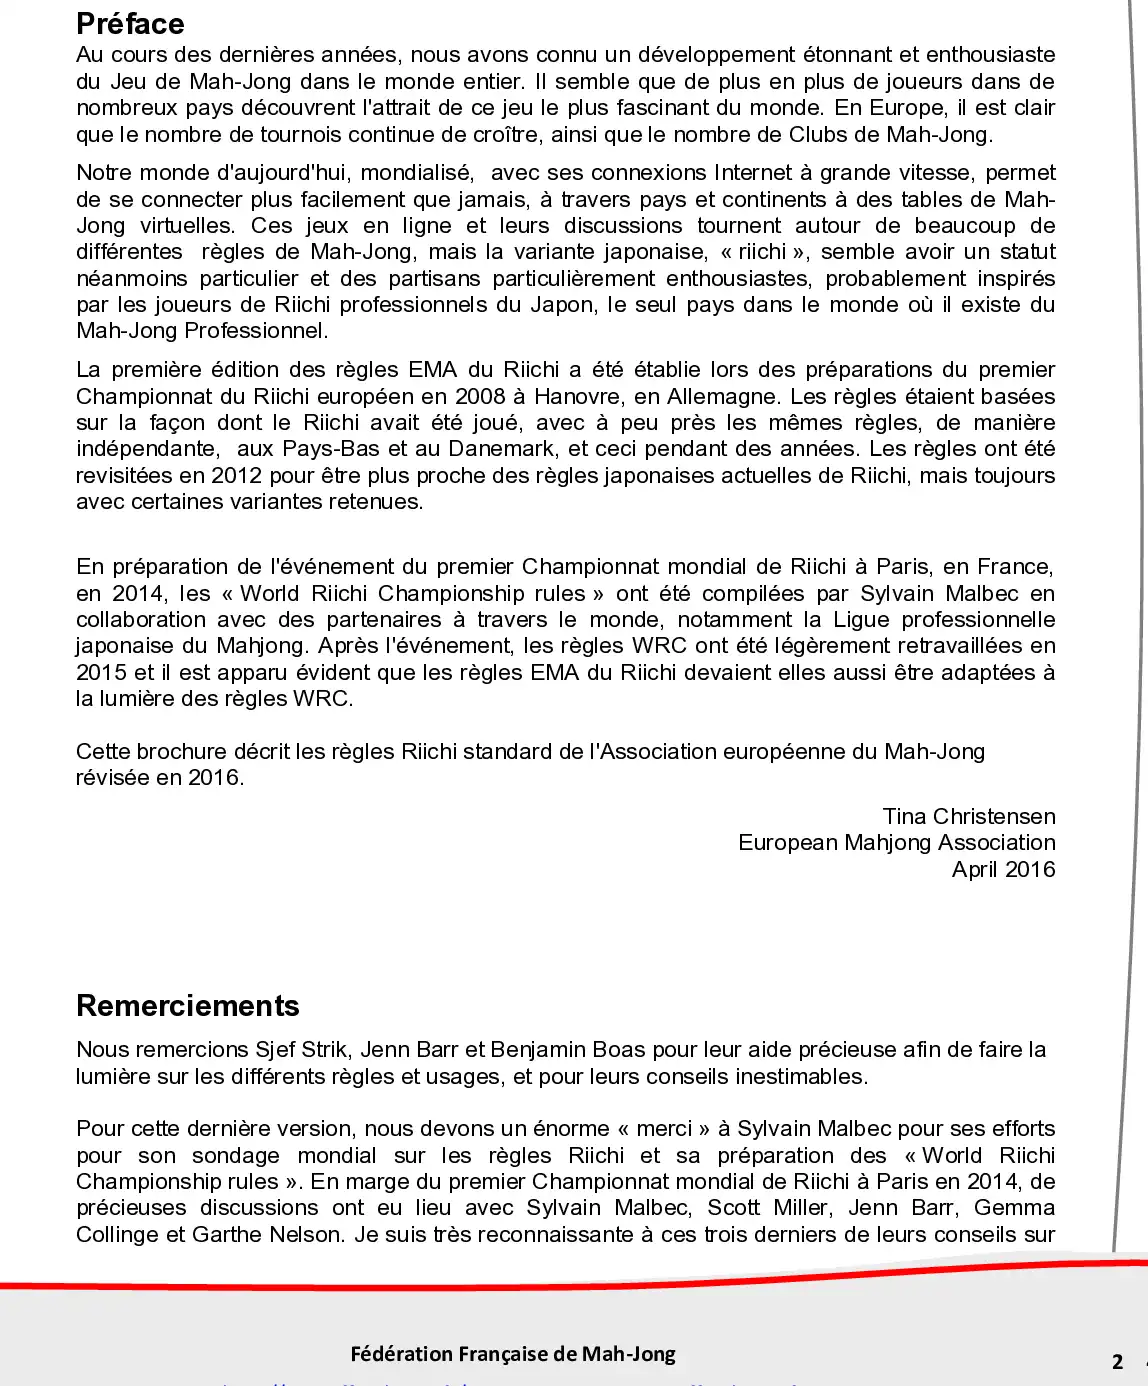 Préface
Au cours des dernières années, nous avons connu un développement étonnant et enthousiaste
du Jeu de Mah-Jong dans le monde entier. Il semble que de plus en plus de joueurs dans de
nombreux pays découvrent l'attrait de ce jeu le plus fascinant du monde. En Europe, il est clair
que le nombre de tournois continue de croître, ainsi que le nombre de Clubs de Mah-Jong.
Notre monde d'aujourd'hui, mondialisé,  avec ses connexions Internet à grande vitesse, permet
de se connecter plus facilement que jamais, à travers pays et continents à des tables de Mah-
Jong virtuelles. Ces jeux en ligne et leurs discussions tournent autour de beaucoup de
différentes  règles de Mah-Jong, mais la variante japonaise, « riichi », semble avoir un statut
néanmoins particulier et des partisans particulièrement enthousiastes, probablement inspirés
par les joueurs de Riichi professionnels du Japon, le seul pays dans le monde où il existe du
Mah-Jong Professionnel.
La première édition des règles EMA du Riichi a été établie lors des préparations du premier
Championnat du Riichi européen en 2008 à Hanovre, en Allemagne. Les règles étaient basées
sur la façon dont le Riichi avait été joué, avec à peu près les mêmes règles, de manière
indépendante,  aux Pays-Bas et au Danemark, et ceci pendant des années. Les règles ont été
revisitées en 2012 pour être plus proche des règles japonaises actuelles de Riichi, mais toujours
avec certaines variantes retenues.
En préparation de l'événement du premier Championnat mondial de Riichi à Paris, en France,
en 2014, les « World Riichi Championship rules » ont été compilées par Sylvain Malbec en
collaboration avec des partenaires à travers le monde, notamment la Ligue professionnelle
japonaise du Mahjong. Après l'événement, les règles WRC ont été légèrement retravaillées en
2015 et il est apparu évident que les règles EMA du Riichi devaient elles aussi être adaptées à
la lumière des règles WRC.
Cette brochure décrit les règles Riichi standard de l'Association européenne du Mah-Jong
révisée en 2016.
Tina Christensen
European Mahjong Association
April 2016
Remerciements
Nous remercions Sjef Strik, Jenn Barr et Benjamin Boas pour leur aide précieuse afin de faire la
lumière sur les différents règles et usages, et pour leurs conseils inestimables.
Pour cette dernière version, nous devons un énorme « merci » à Sylvain Malbec pour ses efforts
pour son sondage mondial sur les règles Riichi et sa préparation des « World Riichi
Championship rules ». En marge du premier Championnat mondial de Riichi à Paris en 2014, de
précieuses discussions ont eu lieu avec Sylvain Malbec, Scott Miller, Jenn Barr, Gemma
Collinge et Garthe Nelson. Je suis très reconnaissante à ces trois derniers de leurs conseils sur
Fédération Française de Mah-Jong
2